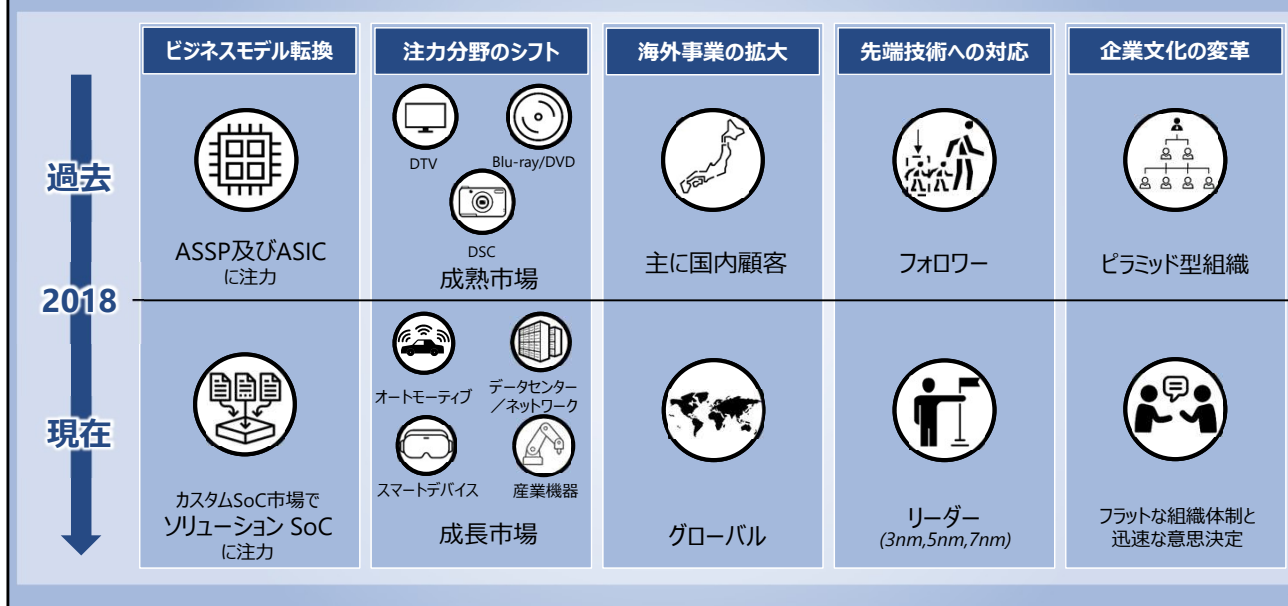 ビジネスモデル転換
注力分野のシフト
海外事業の拡大
先端技術への対応
企業文化の変革
過去
ASSP及びASIC
に注力
DTV
Blu-ray/DVD
DSC
成熟市場
主に国内顧客
フォロワー
ピラミッド型組織
2018
現在
カスタムSoC市場で
ソリューション SoC
に注力
オートモーティブ
データセンター
／ネットワーク
スマートデバイス
産業機器
成長市場
グローバル
リーダー
(3nm,5nm,7nm)
フラットな組織体制と
迅速な意思決定